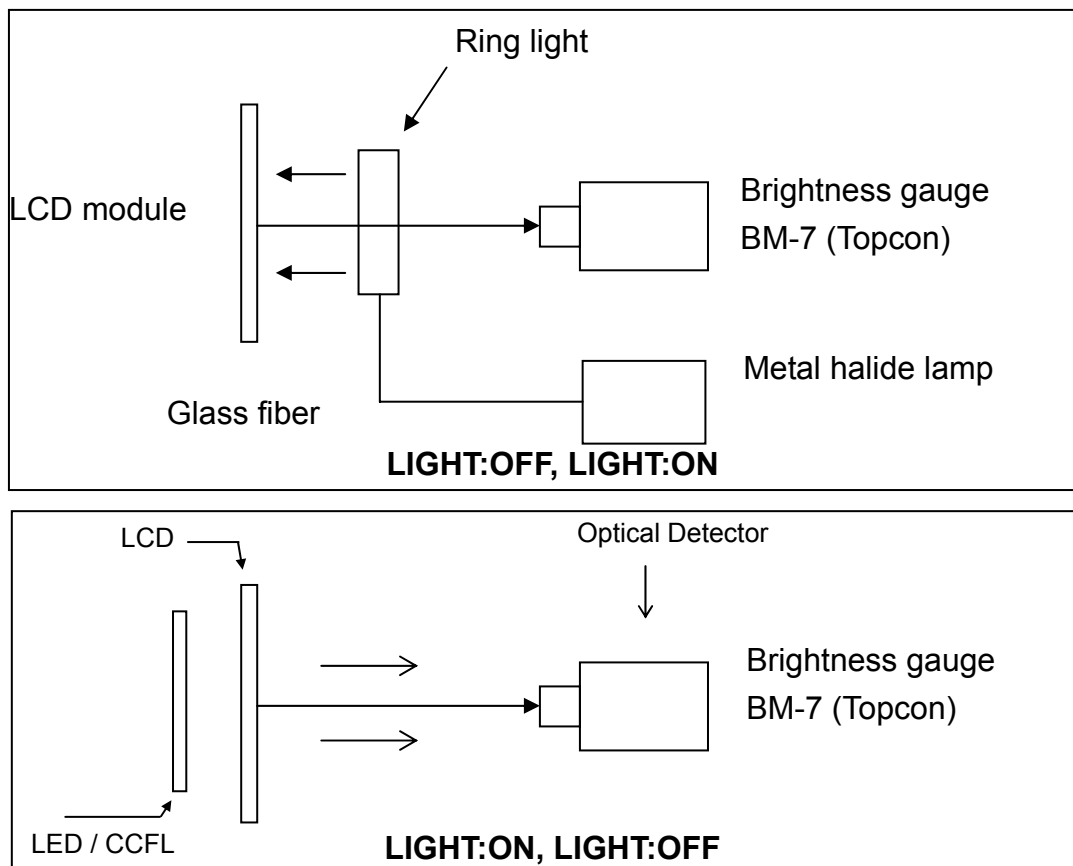 Ring light
LCD module
Brightness gauge
BM-7 (Topcon)
Metal halide lamp
Glass fiber
LIGHT:OFF, LIGHT:ON
LCD
Optical Detector
Brightness gauge
BM-7 (Topcon)
LED / CCFL
LIGHT:ON, LIGHT:OFF